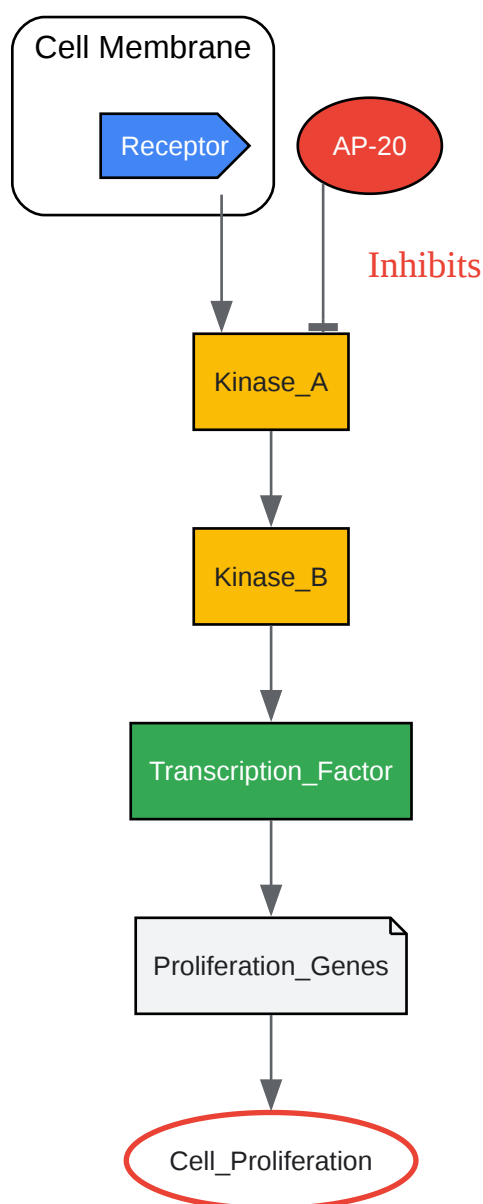 Cell Membrane
Receptor
AP-20
Inhibits
Kinase_A
Kinase_B
Transcription_Factor
Proliferation_Genes
Cell_Proliferation